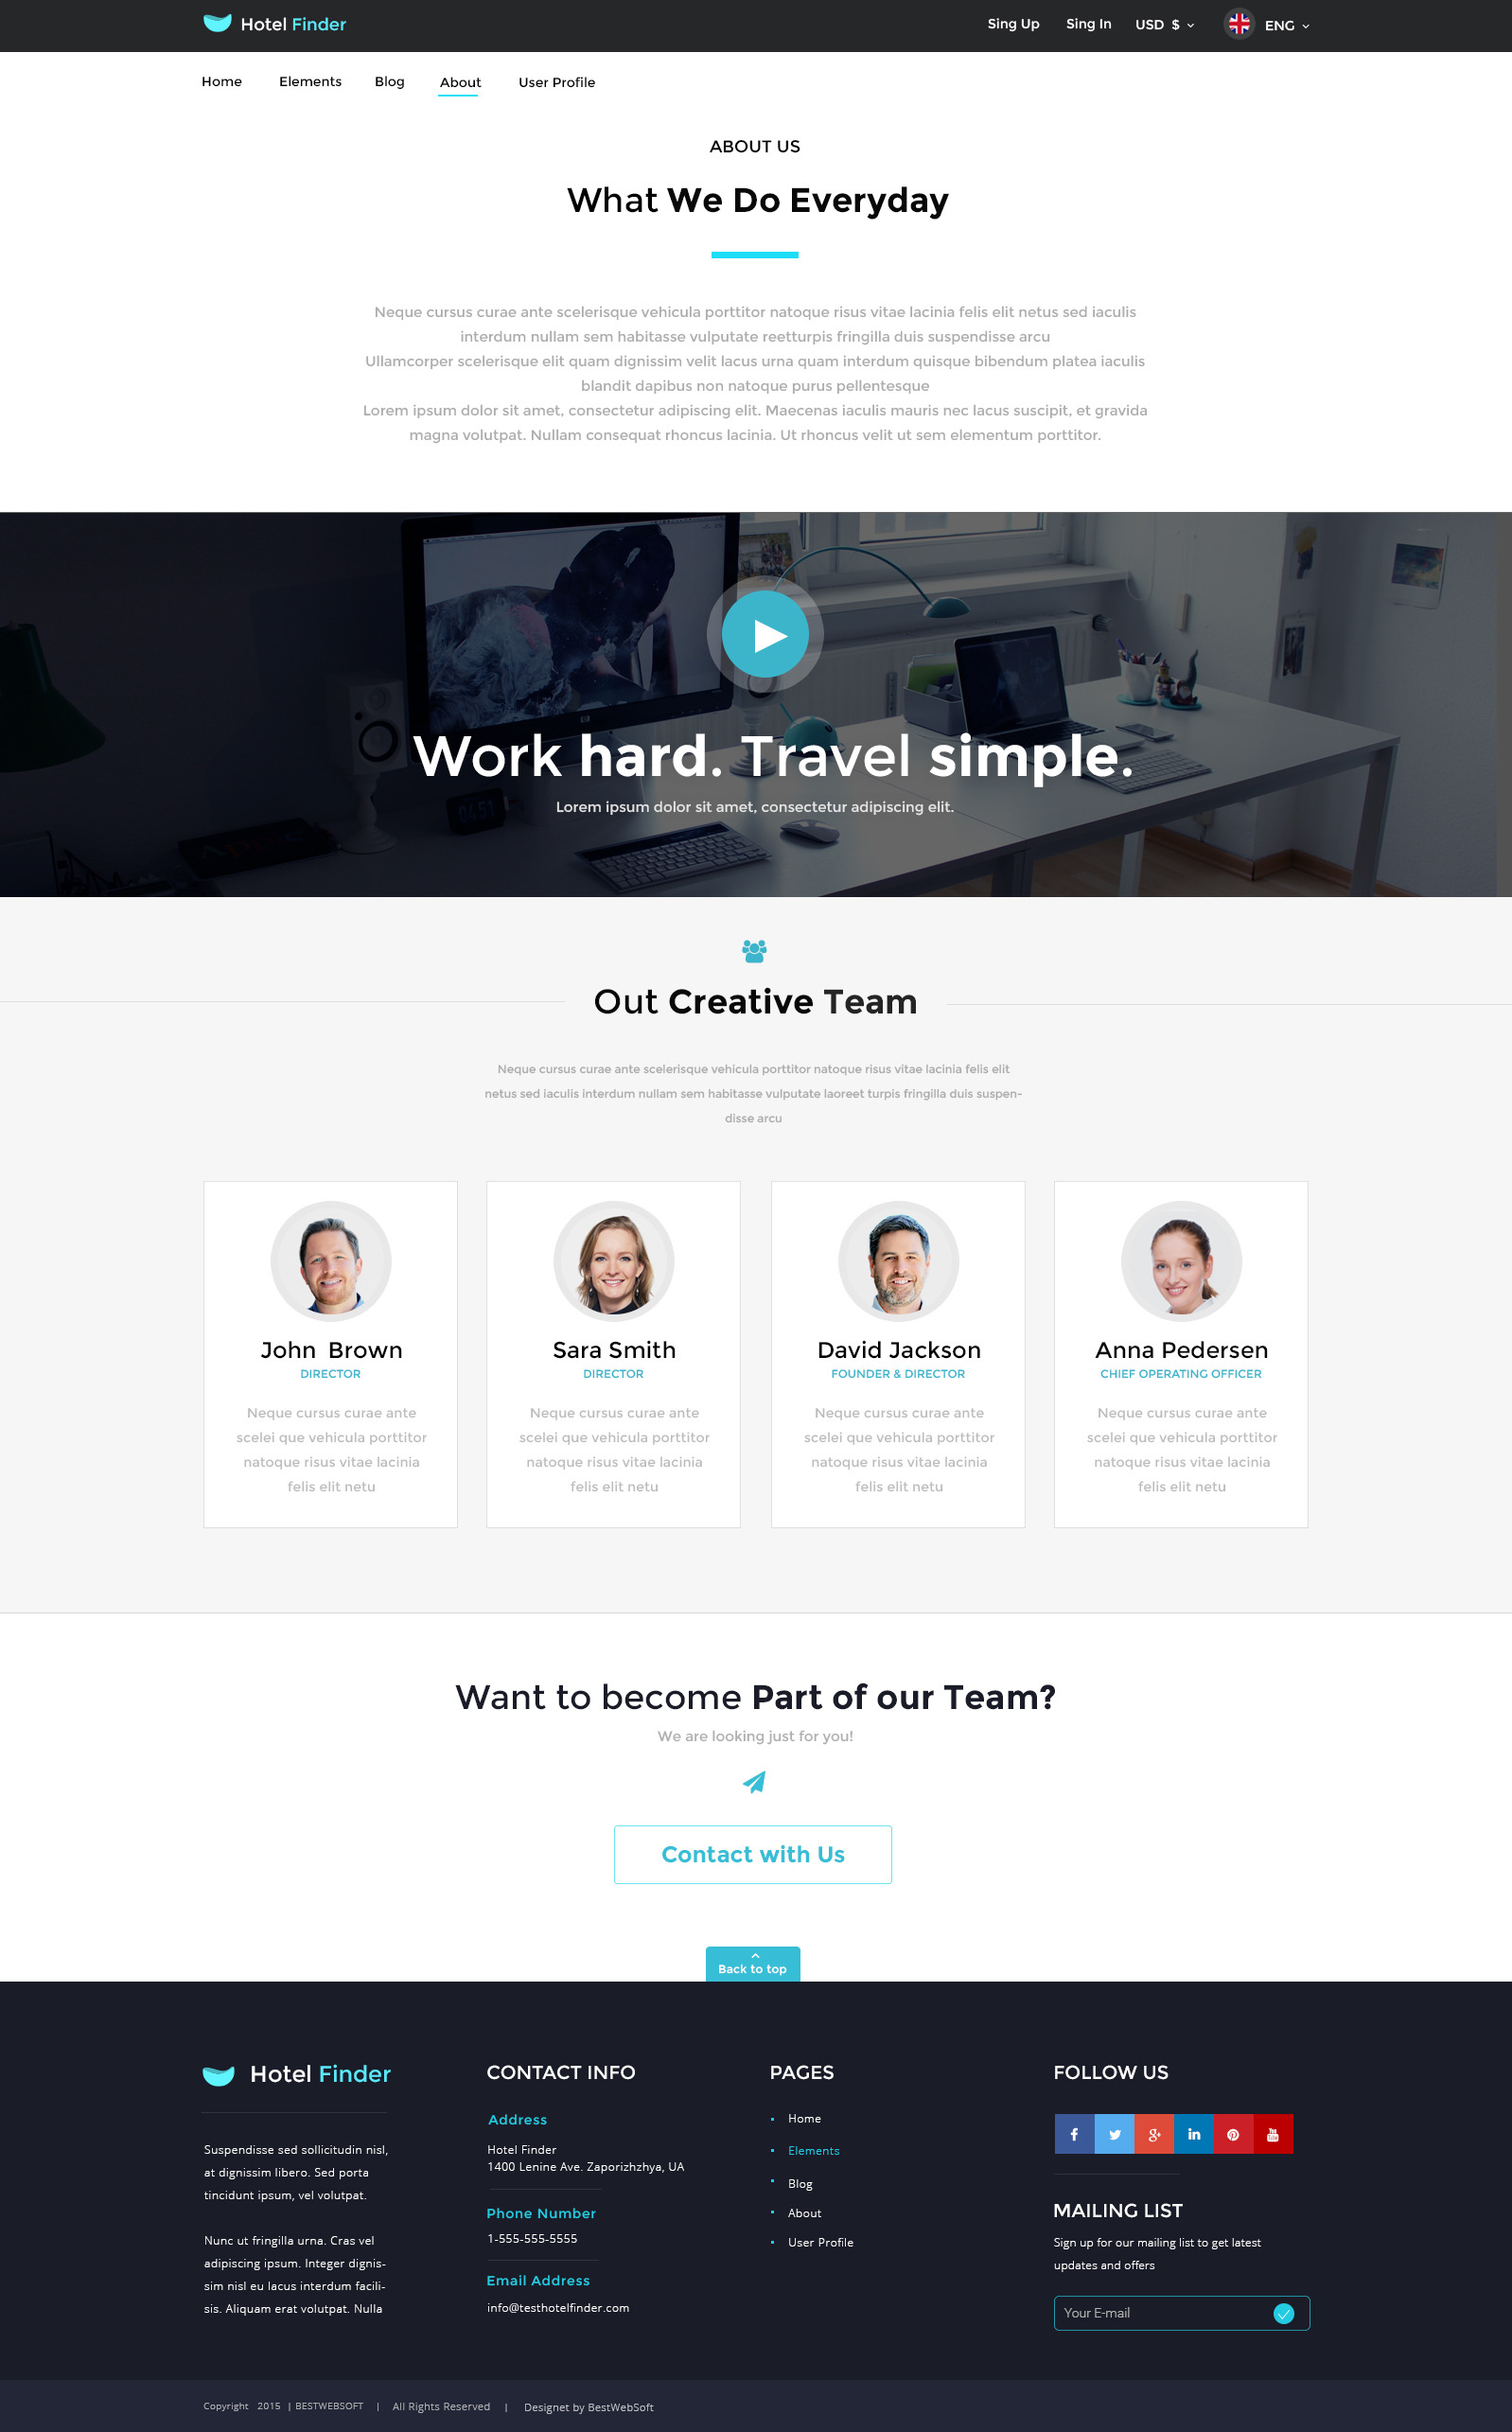 Hotel Finder
Sing Up Sing In USD $ ENG
Home Elements Blog About User Profile
ABOUT US
What We Do Everyday
Neque cursus curae ante scelerisque vehicula porttitor natoque risus vitae lacinia felis elit netus sed iaculis
interdum nullam sem habitasse vulputate reetturpis fringilla duis suspendisse arcu
Ullamcorper scelerisque elit quam dignissim velit lacus urna quam interdum quisque bibendum platea iaculis
blandit dapibus non natoque purus pellentesque
Lorem ipsum dolor sit amet, consectetur adipiscing elit. Maecenas iaculis mauris nec lacus suscipit, et gravida
magna volutpat. Nullam consequat rhoncus lacinia. Ut rhoncus velit ut sem elementum porttitor.
Work hard. Travel simple.
Lorem ipsum dolor sit amet, consectetur adipiscing elit.
Out Creative Team
Neque cursus curae ante scelerisque vehicula porttitor natoque risus vitae lacinia felis elit
netus sed iaculis interdum nullam sem habitasse vulputate laoreet turpis fringilla duis suspen-
disse arcu
John Brown
DIRECTOR
Neque cursus curae ante
scelei que vehicula porttitor
natoque risus vitae lacinia
felis elit netu
Sara Smith
DIRECTOR
Neque cursus curae ante
scelei que vehicula porttitor
natoque risus vitae lacinia
felis elit netu
David Jackson
FOUNDER & DIRECTOR
Neque cursus curae ante
scelei que vehicula porttitor
natoque risus vitae lacinia
felis elit netu
Anna Pedersen
CHIEF OPERATING OFFICER
Neque cursus curae ante
scelei que vehicula porttitor
natoque risus vitae lacinia
felis elit netu
Want to become Part of our Team?
We are looking just for you!
Contact with Us
Back to top
Hotel Finder
Suspendisse sed sollicitudin nisl,
at dignissim libero. Sed porta
tincidunt ipsum, vel volutpat.
Nunc ut fringilla urna. Cras vel
adipiscing ipsum. Integer dignis-
sim nisl eu lacus interdum facili-
sis. Aliquam erat volutpat. Nulla
CONTACT INFO
Address
Hotel Finder
1400 Lenine Ave. Zaporizhzhya, UA
Phone Number
1-555-555-5555
Email Address
info@testhotelfinder.com
PAGES
Home
Elements
Blog
About
User Profile
FOLLOW US
MAILING LIST
Sign up for our mailing list to get latest
updates and offers
Your E-mail
Copyright 2015 | BESTWEBSOFT | All Rights Reserved | Designet by BestWebSoft